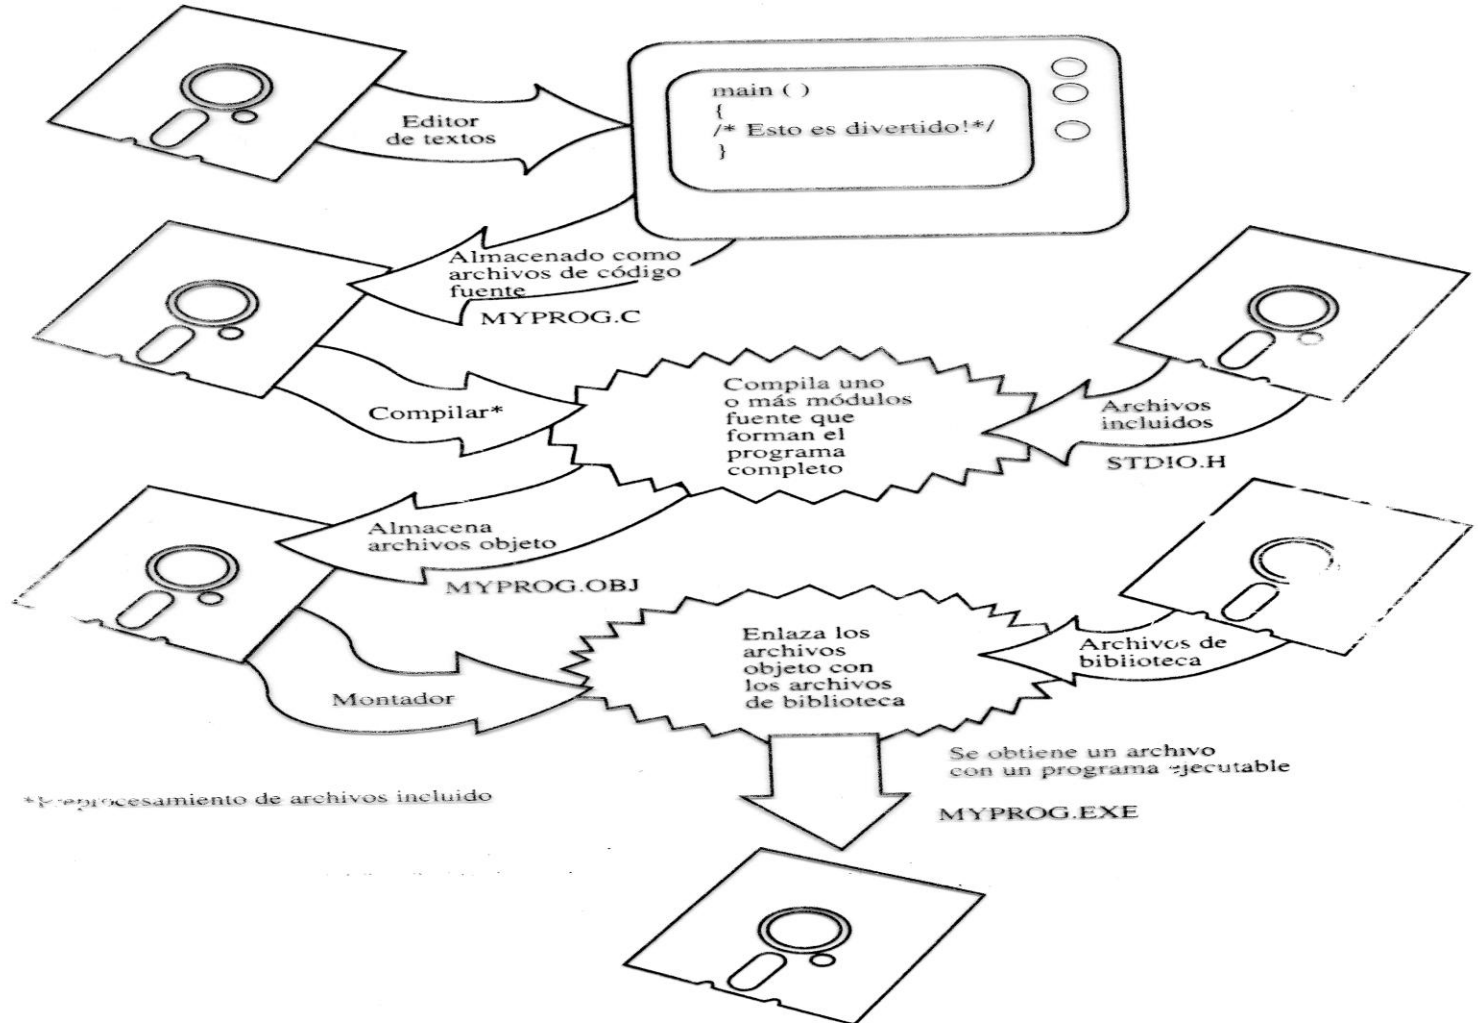 Editor
de textos
main ( )
{
/* Esto es divertido!*/
}
Almacenado como
archivos de código
fuente
MYPROG.C
Compilar*
Compila uno
o más módulos
fuente que
forman el
programa
completo
Archivos
incluidos
STDIO.H
Almacena
archivos objeto
MYPROG.OBJ
Montador
Enlaza los
archivos
objeto con
los archivos
de biblioteca
Archivos de
biblioteca
Se obtiene un archivo
con un programa ejecutable
MYPROG.EXE
de archivos incluido